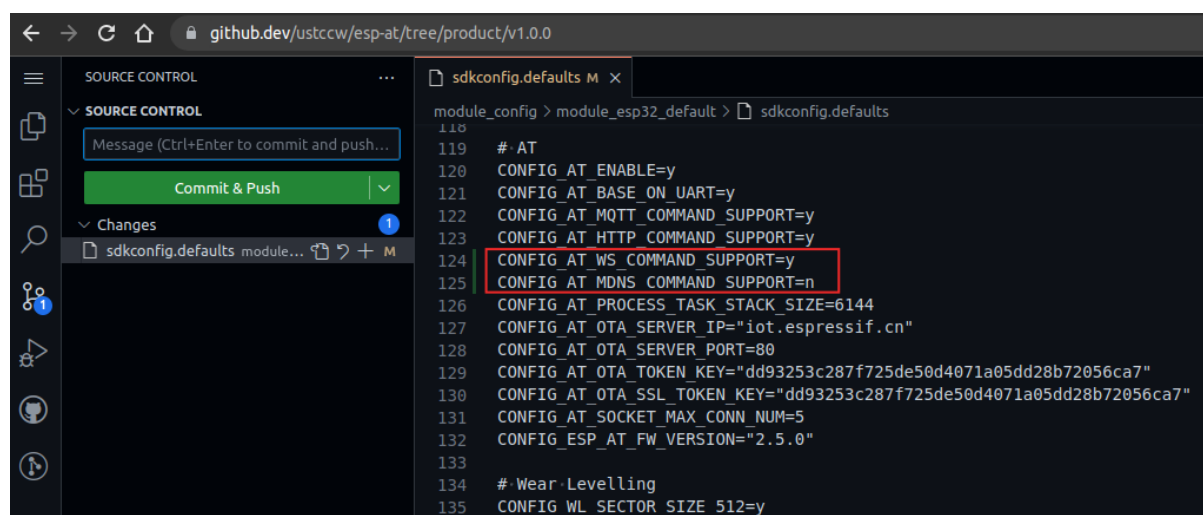 github.dev/ustccw/esp-at/tree/product/v1.0.0
SOURCE CONTROL ...
SOURCE CONTROL
Message (Ctrl+Enter to commit and push...
Commit & Push
Changes 1
sdkconfig.defaults module... M
1
sdkconfig.defaults M ×
module_config > module_esp32_default > sdkconfig.defaults
118
119 # AT
120 CONFIG_AT_ENABLE=y
121 CONFIG_AT_BASE_ON_UART=y
122 CONFIG_AT_MQTT_COMMAND_SUPPORT=y
123 CONFIG_AT_HTTP_COMMAND_SUPPORT=y
124 CONFIG_AT_WS_COMMAND_SUPPORT=y
125 CONFIG_AT_MDNS_COMMAND_SUPPORT=n
126 CONFIG_AT_PROCESS_TASK_STACK_SIZE=6144
127 CONFIG_AT_OTA_SERVER_IP="iot.espressif.cn"
128 CONFIG_AT_OTA_SERVER_PORT=80
129 CONFIG_AT_OTA_TOKEN_KEY="dd93253c287f725de50d4071a05dd28b72056ca7"
130 CONFIG_AT_OTA_SSL_TOKEN_KEY="dd93253c287f725de50d4071a05dd28b72056ca7"
131 CONFIG_AT_SOCKET_MAX_CONN_NUM=5
132 CONFIG_ESP_AT_FW_VERSION="2.5.0"
133
134 # Wear Levelling
135 CONFIG_WL_SECTOR_SIZE_512=y